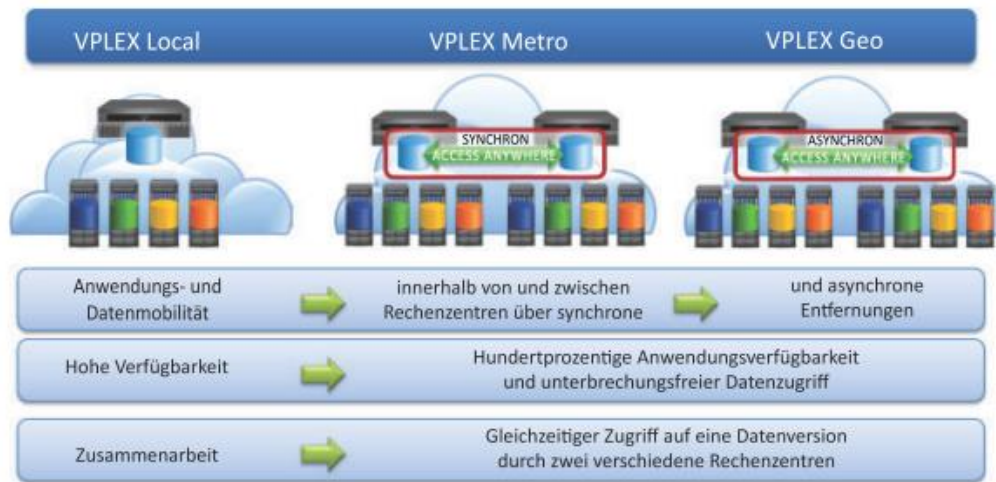 VPLEX Local
VPLEX Metro
VPLEX Geo
SYNCHRON
ACCESS ANYWHERE
ASYNCHRON
ACCESS ANYWHERE
Anwendungs- und
Datenmobilität
innerhalb von und zwischen
Rechenzentren über synchrone
und asynchrone
Entfernungen
Hohe Verfügbarkeit
Hundertprozentige Anwendungsverfügbarkeit
und unterbrechungsfreier Datenzugriff
Zusammenarbeit
Gleichzeitiger Zugriff auf eine Datenversion
durch zwei verschiedene Rechenzentren